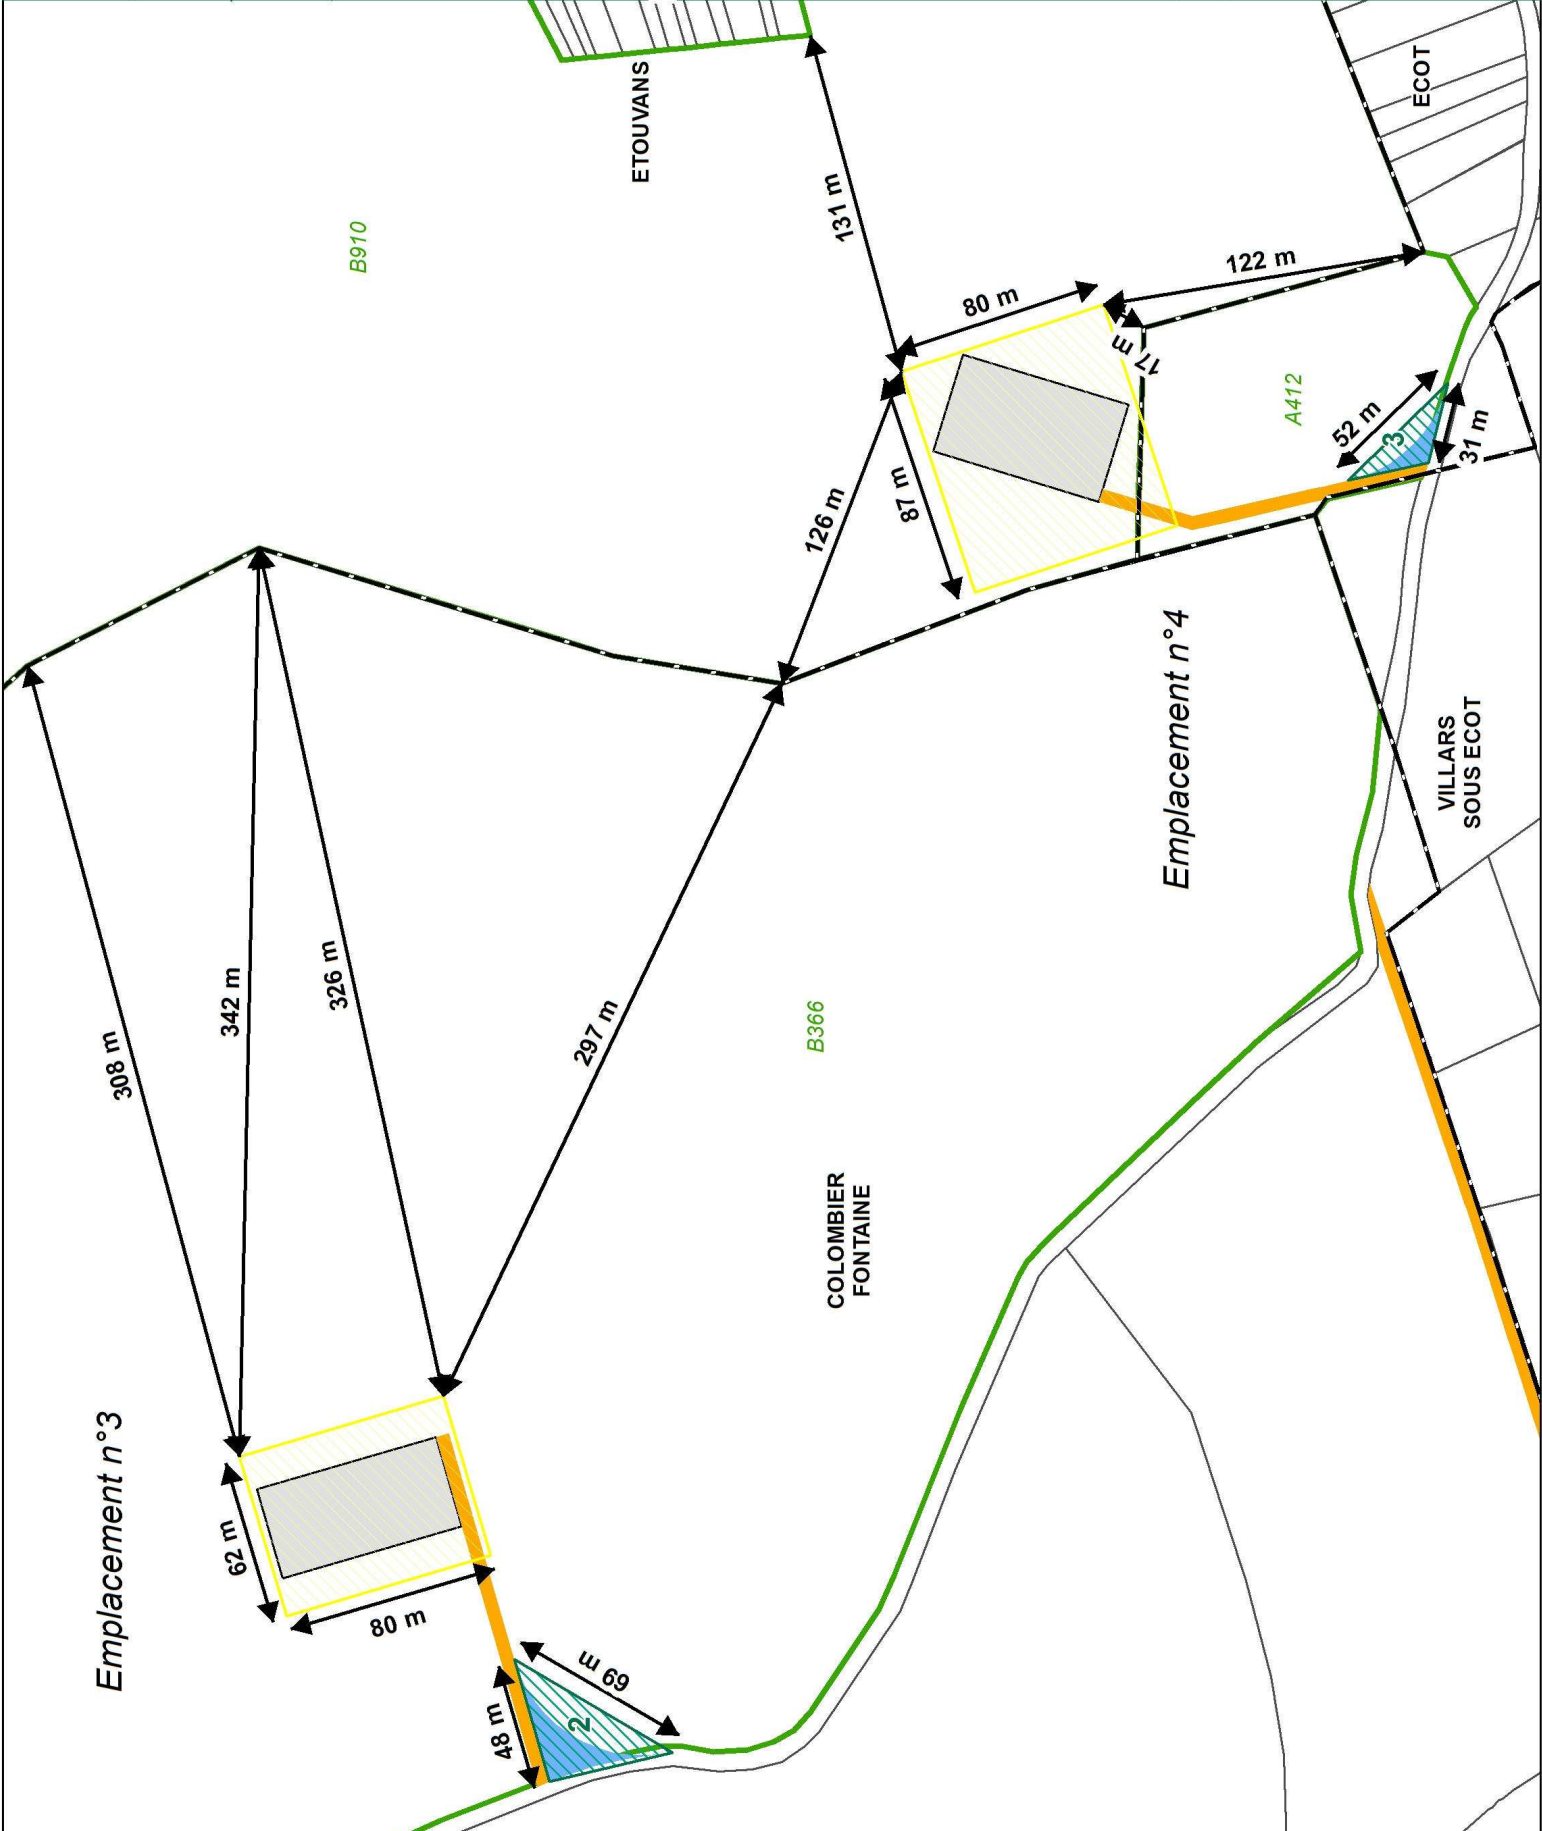 ETOUVANS
ECOT
B910
131 m
122 m
80 m
17 m
A412
52 m
3
31 m
87 m
126 m
Emplacement n°4
VILLARS
SOUS ECOT
308 m
342 m
326 m
297 m
B366
COLOMBIER
FONTAINE
Emplacement n°3
62 m
80 m
69 m
48 m
2